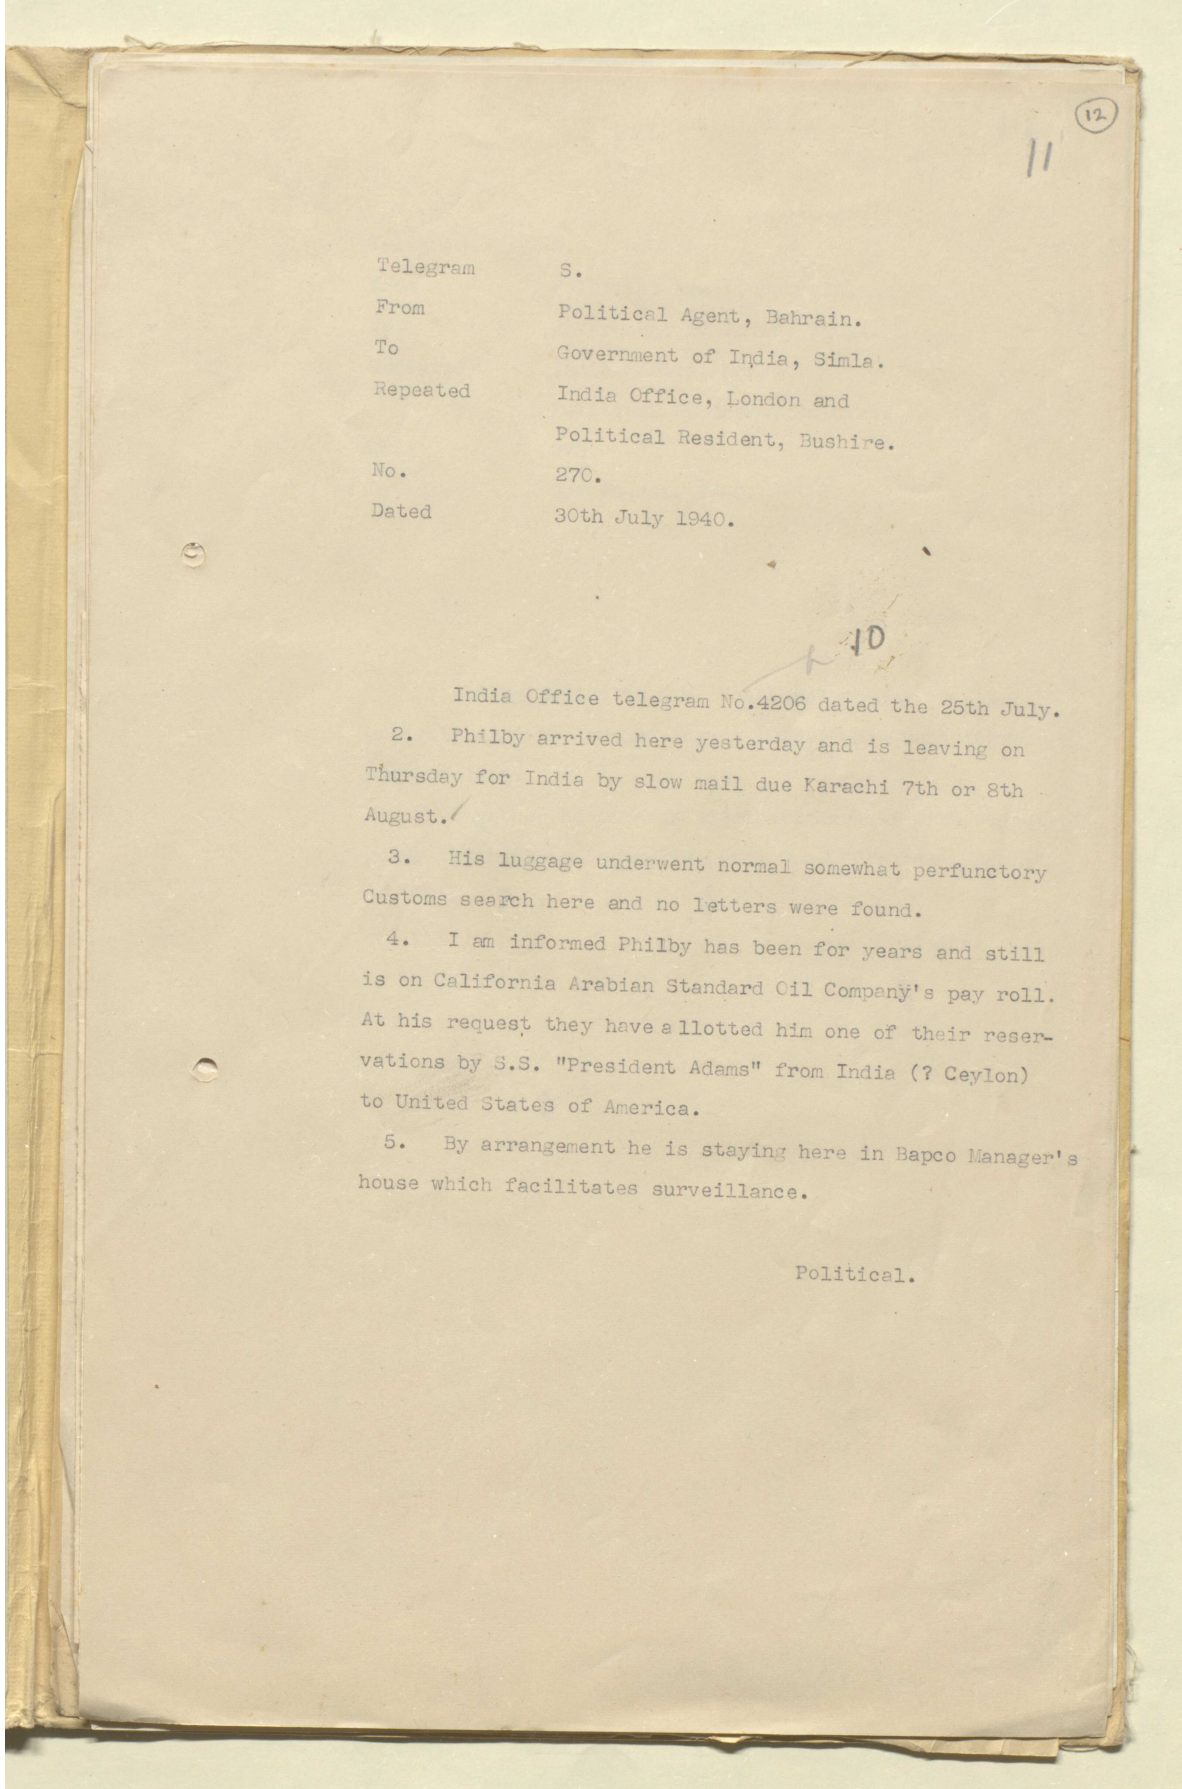 12
11
Telegram S.
From Political Agent, Bahrain.
To Government of India, Simla.
Repeated India Office, London and
Political Resident, Bushire.
No. 270.
Dated 30th July 1940.
10
India Office telegram No.4206 dated the 25th July.
2. Philby arrived here yesterday and is leaving on
Thursday for India by slow mail due Karachi 7th or 8th
August.
3. His luggage underwent normal somewhat perfunctory
Customs search here and no letters were found.
4. I am informed Philby has been for years and still
is on California Arabian Standard Oil Company's pay roll.
At his request they have allotted him one of their reser-
vations by S.S. "President Adams" from India (? Ceylon)
to United States of America.
5. By arrangement he is staying here in Bapco Manager's
house which facilitates surveillance.
Political.